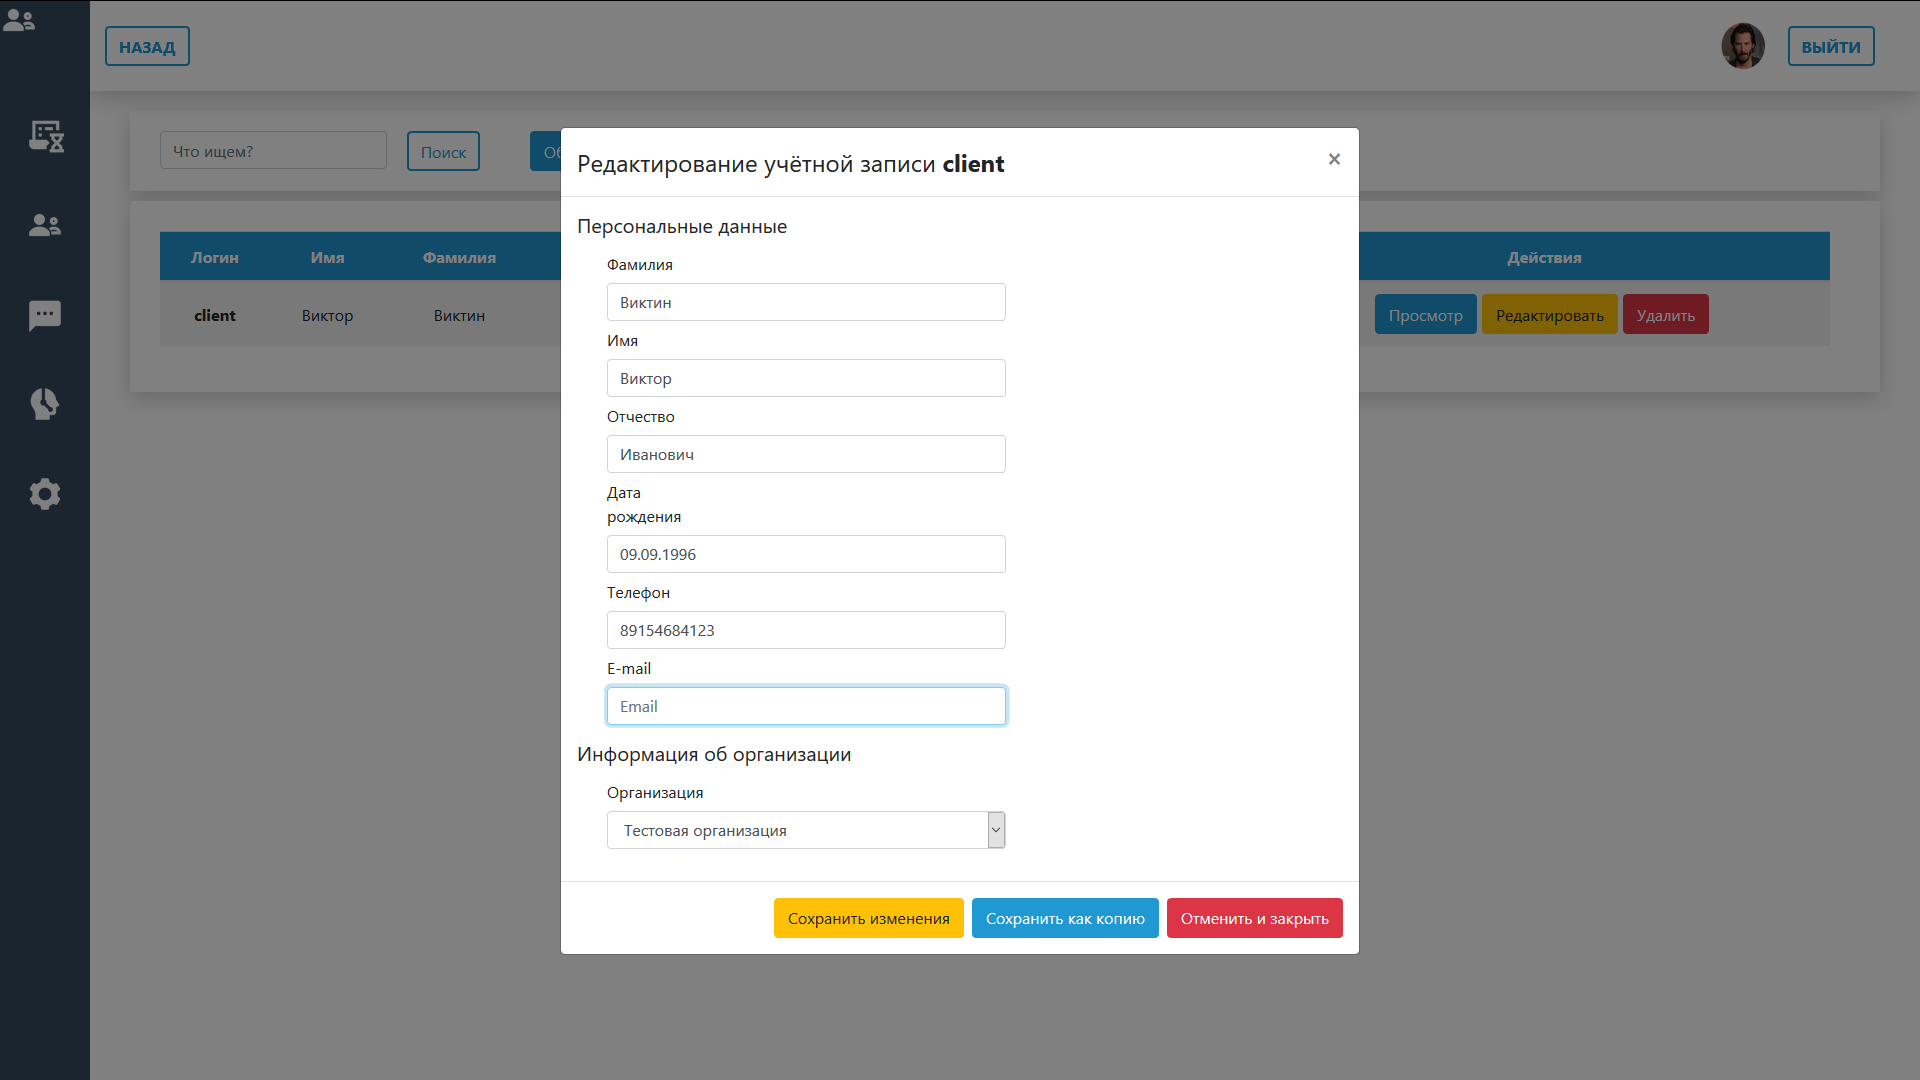 НАЗАД
ВЫЙТИ
Что ищем?
Поиск
Редактирование учётной записи client
×
Логин Имя Фамилия Действия
client Виктор Виктин Просмотр Редактировать Удалить
Персональные данные
Фамилия
Виктин
Имя
Виктор
Отчество
Иванович
Дата
рождения
09.09.1996
Телефон
89154684123
E-mail
Email
Информация об организации
Организация
Тестовая организация
Сохранить изменения Сохранить как копию Отменить и закрыть